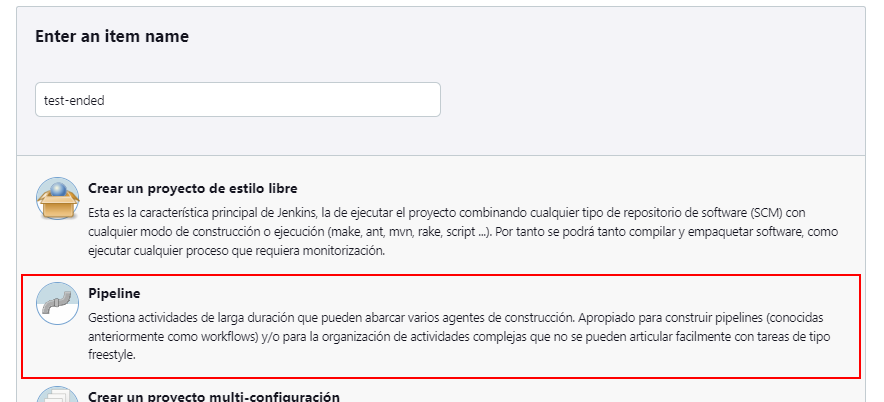 Enter an item name
test-ended
Crear un proyecto de estilo libre
Esta es la característica principal de Jenkins, la de ejecutar el proyecto combinando cualquier tipo de repositorio de software (SCM) con
cualquier modo de construcción o ejecución (make, ant, mvn, rake, script ...). Por tanto se podrá tanto compilar y empaquetar software, como
ejecutar cualquier proceso que requiera monitorización.
Pipeline
Gestiona actividades de larga duración que pueden abarcar varios agentes de construcción. Apropiado para construir pipelines (conocidas
anteriormente como workflows) y/o para la organización de actividades complejas que no se pueden articular facilmente con tareas de tipo
freestyle.
Crear un proyecto multi-configuración